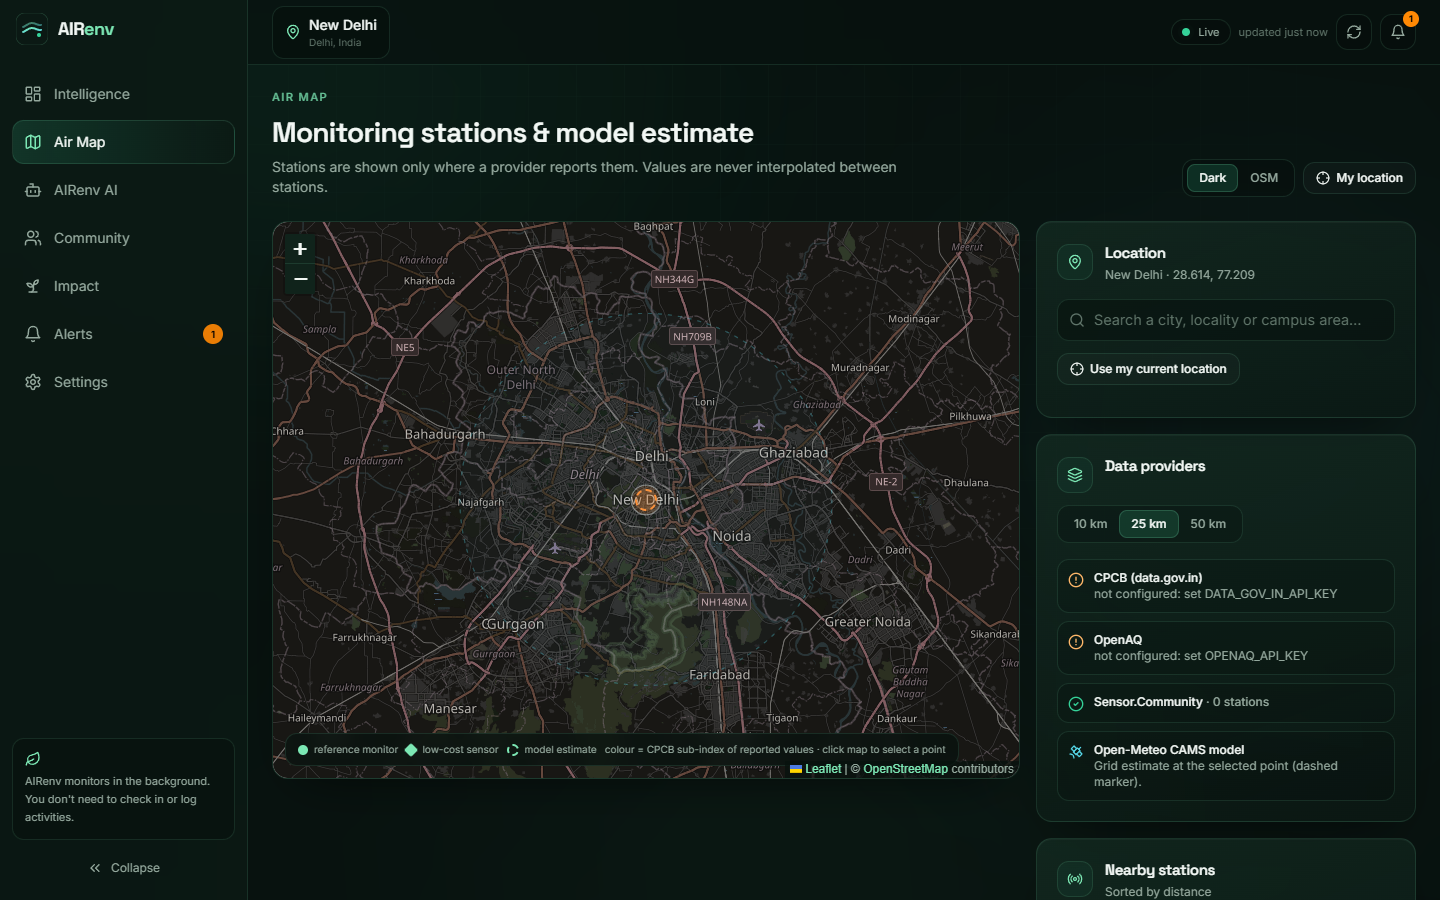 AIRenv
Intelligence
Air Map
AIRenv AI
Community
Impact
Alerts
1
Settings
AIRenv monitors in the background.
You don't need to check in or log
activities.
Collapse
New Delhi
Delhi, India
Live
updated just now
1
AIR MAP
Monitoring stations & model estimate
Stations are shown only where a provider reports them. Values are never interpolated between
stations.
Dark
OSM
My location
+
−
Baghpat
Meerut
Kharkhoda
Kharkhoda
NH344G
Modinagar
Sampla
NE5
NH709B
Outer North
Delhi
Muradnagar
Loni
Ghaziabad
Pilkhuwa
Chhara
Bahadurgarh
Bahadurgarh
Delhi
Ghaziabad
Delhi
NE-2
Dhaulana
Najafgarh
New Delhi
Noida
Dadri
Dadri
ar
NH148NA
Gurgaon
Greater Noida
Farrukhnagar
Sikandarab
Gurrgaon
Sika
Gautam
Buddha
Nagar
Faridabad
Farrukhnagar
Manesar
Haileymandi
Tigaon
Dankaur
reference monitor
low-cost sensor
model estimate
colour = CPCB sub-index of reported values · click map to select a point
Leaflet | © OpenStreetMap contributors
Location
New Delhi · 28.614, 77.209
Search a city, locality or campus area...
Use my current location
Data providers
10 km
25 km
50 km
CPCB (data.gov.in)
not configured: set DATA_GOV_IN_API_KEY
OpenAQ
not configured: set OPENAQ_API_KEY
Sensor.Community · 0 stations
Open-Meteo CAMS model
Grid estimate at the selected point (dashed
marker).
Nearby stations
Sorted by distance